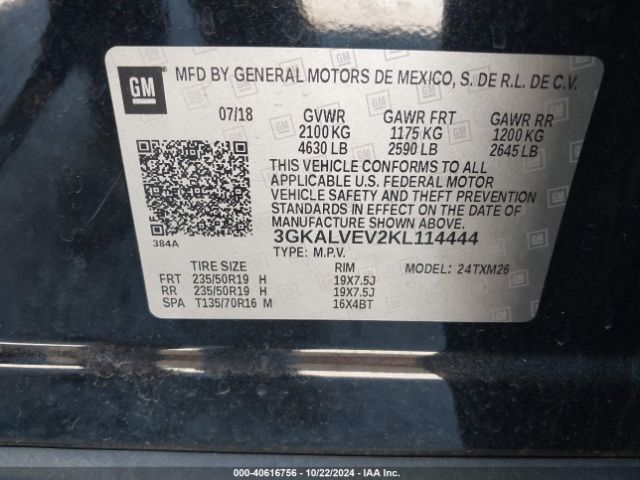 GM
MFD BY GENERAL MOTORS DE MEXICO, S. DE R.L. DE C.V.
07/18 GVWR GAWR FRT GAWR RR
2100 KG 1175 KG 1200 KG
4630 LB 2590 LB 2645 LB
THIS VEHICLE CONFORMS TO ALL
APPLICABLE U.S. FEDERAL MOTOR
VEHICLE SAFETY AND THEFT PREVENTION
STANDARDS IN EFFECT ON THE DATE OF
MANUFACTURE SHOWN ABOVE.
384A
3GKALVEV2KL114444
TYPE: M.P.V. MODEL: 24TXM26
TIRE SIZE RIM
FRT 235/50R19 H 19X7.5J
RR 235/50R19 H 19X7.5J
SPA T135/70R16 M 16X4BT
000-40616756 - 10/22/2024 - IAA Inc.